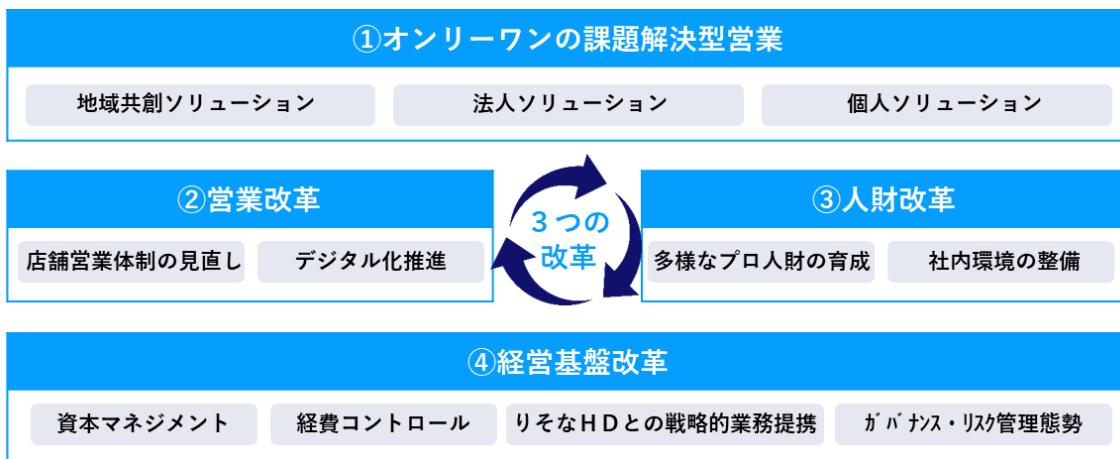 ①オンリーワンの課題解決型営業
地域共創ソリューション 法人ソリューション 個人ソリューション
②営業改革
店舗営業体制の見直し デジタル化推進
3つの
改革
③人財改革
多様なプロ人財の育成 社内環境の整備
④経営基盤改革
資本マネジメント 経費コントロール りそなHDとの戦略的業務提携 ガバナンス・リスク管理態勢